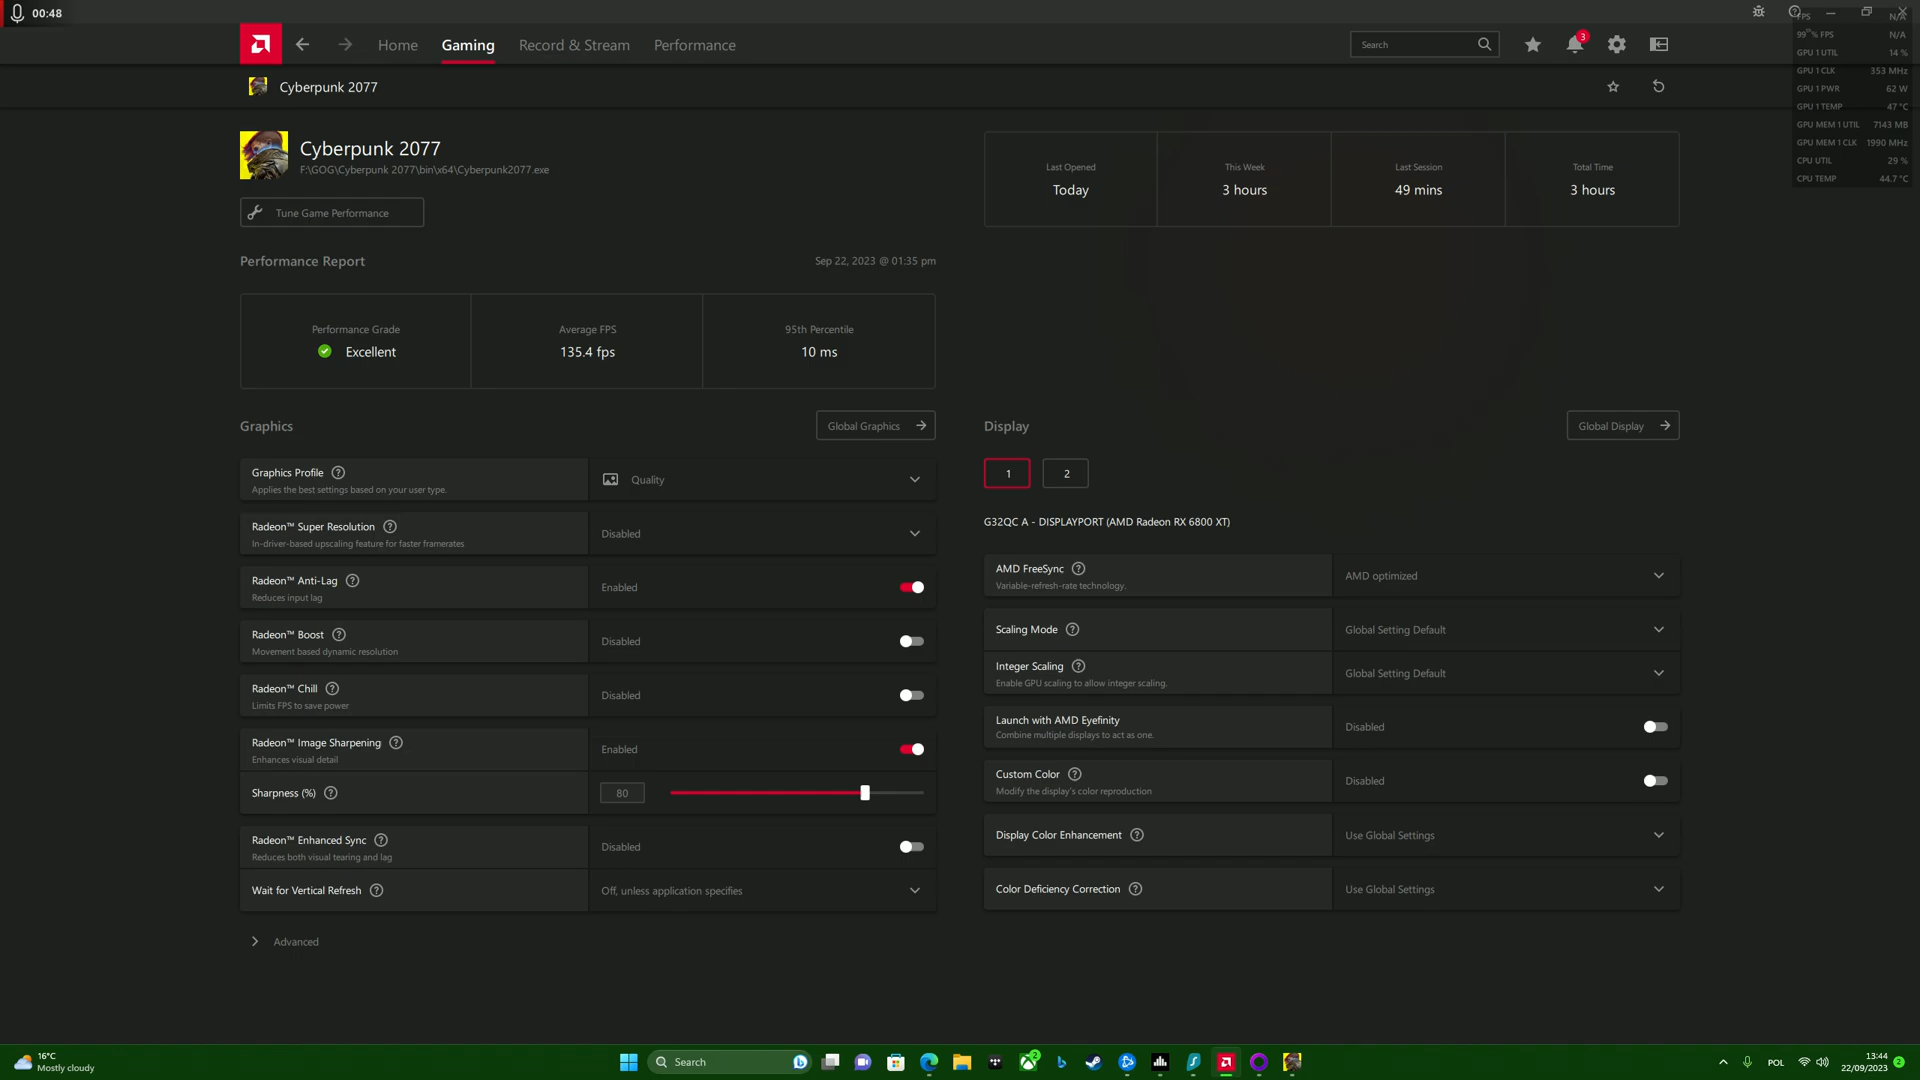 00:48
Home
Gaming
Record & Stream
Performance
Search
3
FPS N/A
99th% FPS N/A
GPU 1 UTIL 14 %
GPU 1 CLK 353 MHz
GPU 1 PWR 62 W
GPU 1 TEMP 47 °C
GPU MEM 1 UTIL 7143 MB
GPU MEM 1 CLK 1990 MHz
CPU UTIL 29 %
CPU TEMP 44.7 °C
Cyberpunk 2077
Cyberpunk 2077
F:\GOG\Cyberpunk 2077\bin\x64\Cyberpunk2077.exe
Tune Game Performance
Last Opened
Today
This Week
3 hours
Last Session
49 mins
Total Time
3 hours
Performance Report
Sep 22, 2023 @ 01:35 pm
Performance Grade
Excellent
Average FPS
135.4 fps
95th Percentile
10 ms
Graphics
Global Graphics
Graphics Profile
Applies the best settings based on your user type.
Quality
Radeon™ Super Resolution
In-driver-based upscaling feature for faster framerates
Disabled
Radeon™ Anti-Lag
Reduces input lag
Enabled
Radeon™ Boost
Movement based dynamic resolution
Disabled
Radeon™ Chill
Limits FPS to save power
Disabled
Radeon™ Image Sharpening
Enhances visual detail
Enabled
Sharpness (%)
80
Radeon™ Enhanced Sync
Reduces both visual tearing and lag
Disabled
Wait for Vertical Refresh
Off, unless application specifies
Advanced
Display
Global Display
1
2
G32QC A - DISPLAYPORT (AMD Radeon RX 6800 XT)
AMD FreeSync
Variable-refresh-rate technology.
AMD optimized
Scaling Mode
Global Setting Default
Integer Scaling
Enable GPU scaling to allow integer scaling.
Global Setting Default
Launch with AMD Eyefinity
Combine multiple displays to act as one.
Disabled
Custom Color
Modify the display's color reproduction
Disabled
Display Color Enhancement
Use Global Settings
Color Deficiency Correction
Use Global Settings
16°C
Mostly cloudy
Search
2
POL
13:44
22/09/2023
2